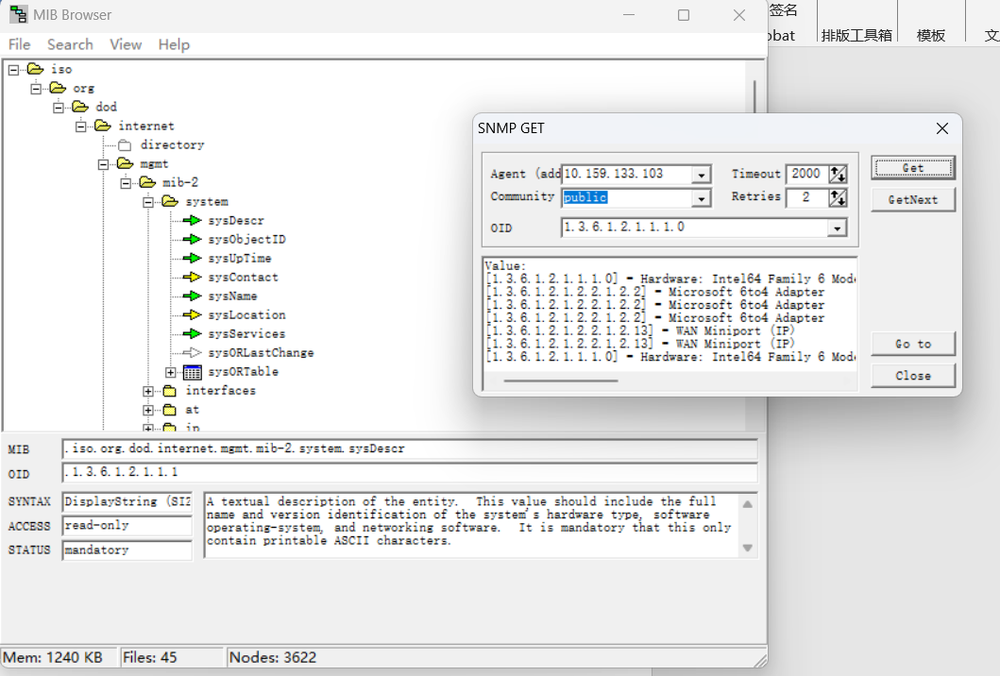 MIB Browser
签名
bat
排版工具箱
模板
File Search View Help
iso
org
dod
internet
directory
mgmt
mib-2
system
sysDescr
sysObjectID
sysUpTime
sysContact
sysName
sysLocation
sysServices
sysORLastChange
sysORTable
interfaces
at
ip
SNMP GET
Agent (add 10.159.133.103 Timeout 2000 Get
Community public Retries 2 GetNext
OID 1.3.6.1.2.1.1.1.0
Value:
[1.3.6.1.2.1.1.1.0] = Hardware: Intel64 Family 6 Mode
[1.3.6.1.2.1.2.2.1.2.2] = Microsoft 6to4 Adapter
[1.3.6.1.2.1.2.2.1.2.2] = Microsoft 6to4 Adapter
[1.3.6.1.2.1.2.2.1.2.2] = Microsoft 6to4 Adapter
[1.3.6.1.2.1.2.2.1.2.13] = WAN Miniport (IP)
[1.3.6.1.2.1.2.2.1.2.13] = WAN Miniport (IP)
[1.3.6.1.2.1.1.1.0] = Hardware: Intel64 Family 6 Mode
Go to
Close
MIB .iso.org.dod.internet.mgmt.mib-2.system.sysDescr
OID .1.3.6.1.2.1.1.1
SYNTAX DisplayString (SIZ
ACCESS read-only
STATUS mandatory
A textual description of the entity. This value should include the full
name and version identification of the system's hardware type, software
operating-system, and networking software. It is mandatory that this only
contain printable ASCII characters.
Mem: 1240 KB Files: 45 Nodes: 3622